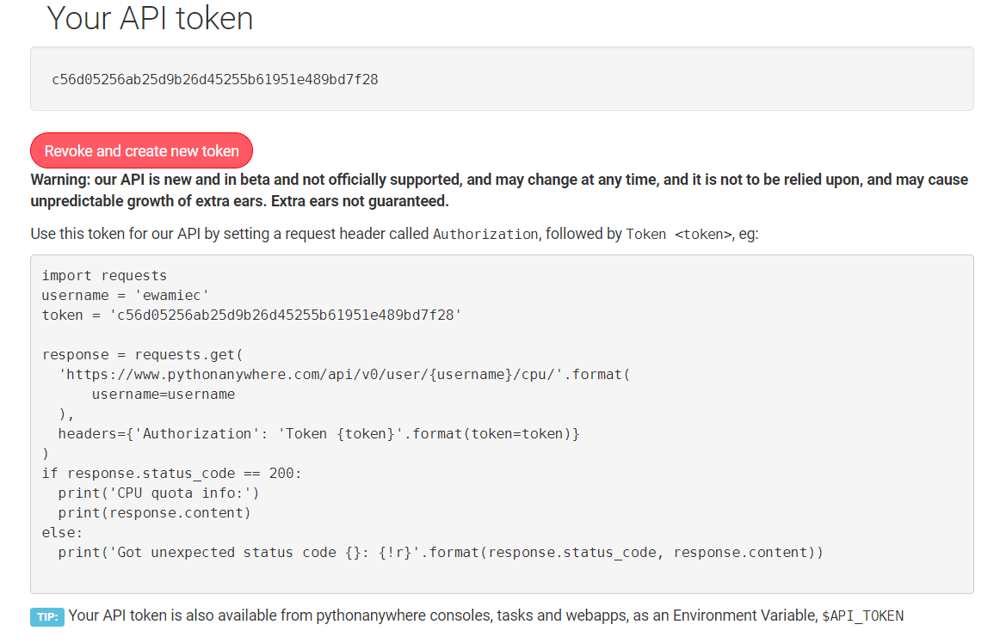 Your API token
c56d05256ab25d9b26d45255b61951e489bd7f28
Revoke and create new token
Warning: our API is new and in beta and not officially supported, and may change at any time, and it is not to be relied upon, and may cause
unpredictable growth of extra ears. Extra ears not guaranteed.
Use this token for our API by setting a request header called Authorization, followed by Token <token>, eg:
import requests
username = 'ewamiec'
token = 'c56d05256ab25d9b26d45255b61951e489bd7f28'
response = requests.get(
  'https://www.pythonanywhere.com/api/v0/user/{username}/cpu/'.format(
      username=username
  ),
  headers={'Authorization': 'Token {token}'.format(token=token)}
)
if response.status_code == 200:
  print('CPU quota info:')
  print(response.content)
else:
  print('Got unexpected status code {}: {!r}'.format(response.status_code, response.content))
TIP: Your API token is also available from pythonanywhere consoles, tasks and webapps, as an Environment Variable, $API_TOKEN